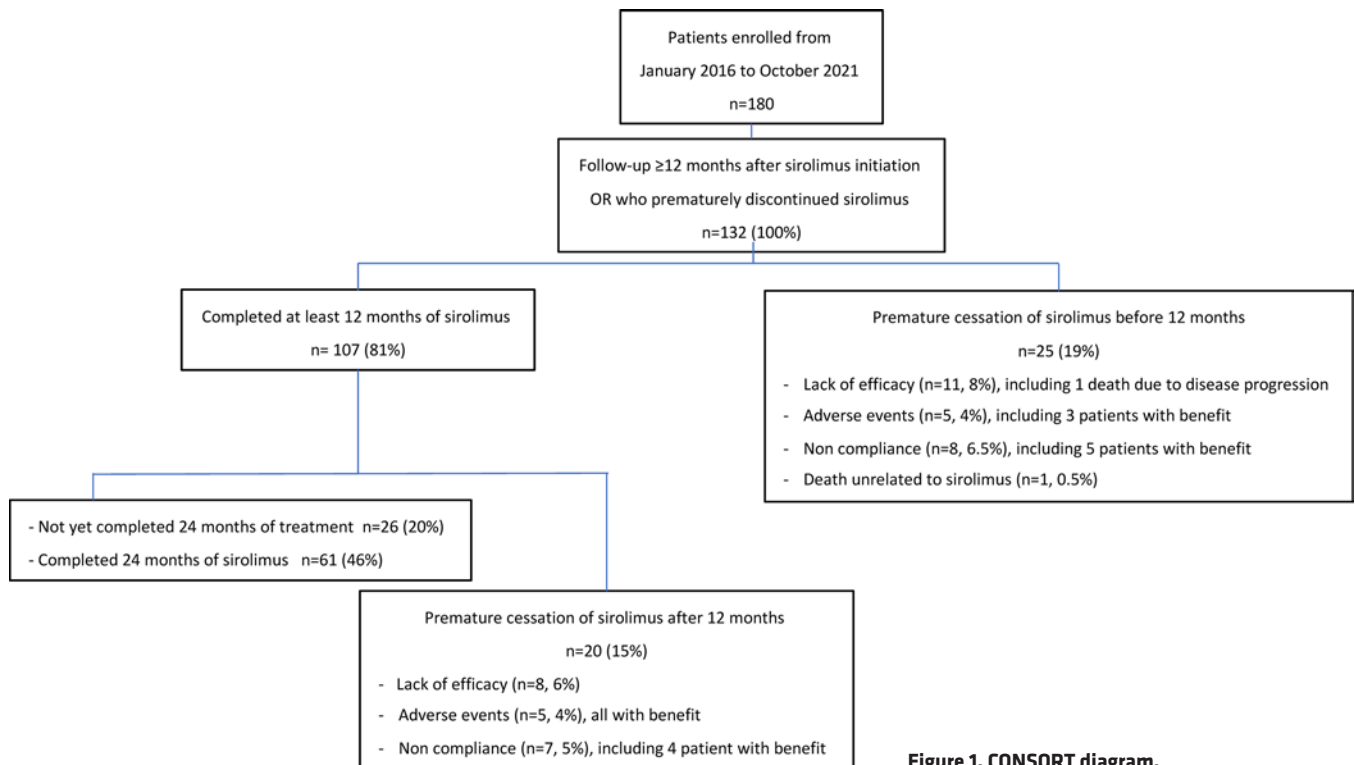 Patients enrolled from
January 2016 to October 2021
n=180
Follow-up ≥12 months after sirolimus initiation
OR who prematurely discontinued sirolimus
n=132 (100%)
Completed at least 12 months of sirolimus
n= 107 (81%)
Premature cessation of sirolimus before 12 months
n=25 (19%)
- Lack of efficacy (n=11, 8%), including 1 death due to disease progression
- Adverse events (n=5, 4%), including 3 patients with benefit
- Non compliance (n=8, 6.5%), including 5 patients with benefit
- Death unrelated to sirolimus (n=1, 0.5%)
- Not yet completed 24 months of treatment n=26 (20%)
- Completed 24 months of sirolimus n=61 (46%)
Premature cessation of sirolimus after 12 months
n=20 (15%)
- Lack of efficacy (n=8, 6%)
- Adverse events (n=5, 4%), all with benefit
- Non compliance (n=7, 5%), including 4 patient with benefit
Figure 1. CONSORT diagram.